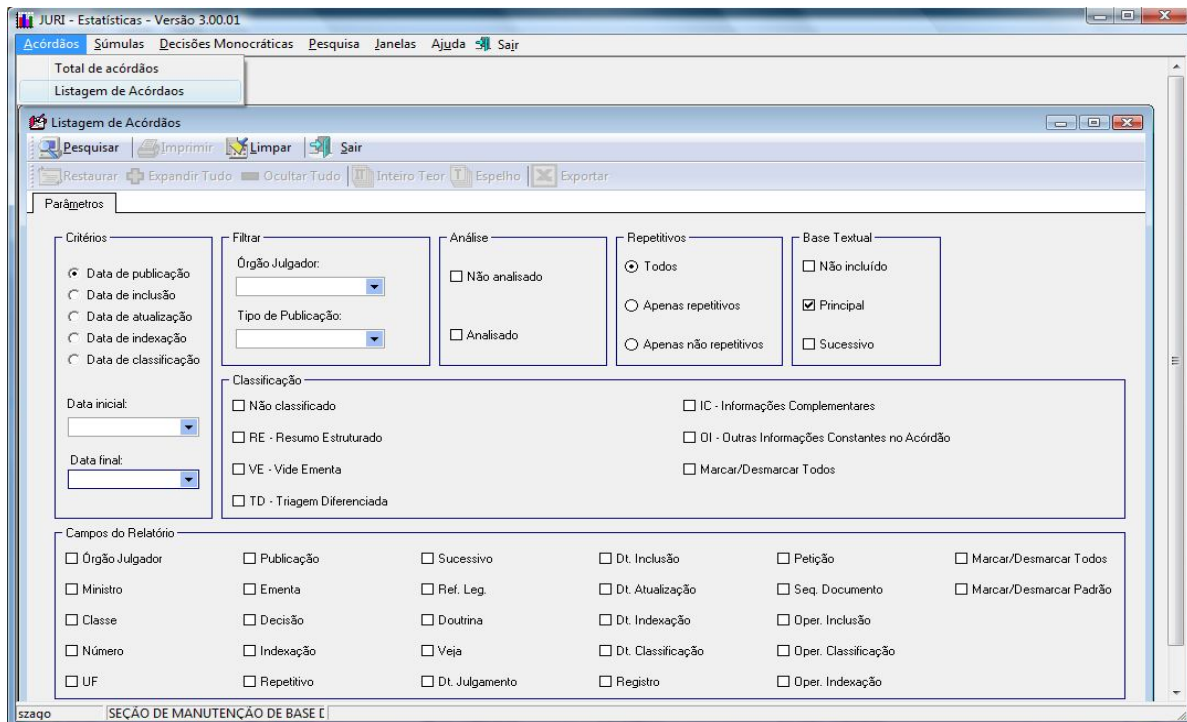 JURI - Estatísticas - Versão 3.00.01
Acórdãos Súmulas Decisões Monocráticas Pesquisa Janelas Ajuda Sair
Total de acórdãos
Listagem de Acórdaos
Listagem de Acórdãos
Pesquisar Imprimir Limpar Sair
Restaurar Expandir Tudo Ocultar Tudo Inteiro Teor Espelho Exportar
Parâmetros
Critérios
Data de publicação
Data de inclusão
Data de atualização
Data de indexação
Data de classificação
Data inicial:
Data final:
Filtrar
Órgão Julgador:
Tipo de Publicação:
Análise
Não analisado
Analisado
Repetitivos
Todos
Apenas repetitivos
Apenas não repetitivos
Base Textual
Não incluído
Principal
Sucessivo
Classificação
Não classificado
RE - Resumo Estruturado
VE - Vide Ementa
TD - Triagem Diferenciada
IC - Informações Complementares
OI - Outras Informações Constantes no Acórdão
Marcar/Desmarcar Todos
Campos do Relatório
Órgão Julgador Publicação Sucessivo Dt. Inclusão Petição Marcar/Desmarcar Todos
Ministro Ementa Ref. Leg. Dt. Atualização Seq. Documento Marcar/Desmarcar Padrão
Classe Decisão Doutrina Dt. Indexação Oper. Inclusão
Número Indexação Veja Dt. Classificação Oper. Classificação
UF Repetitivo Dt. Julgamento Registro Oper. Indexação
szago SEÇÃO DE MANUTENÇÃO DE BASE D